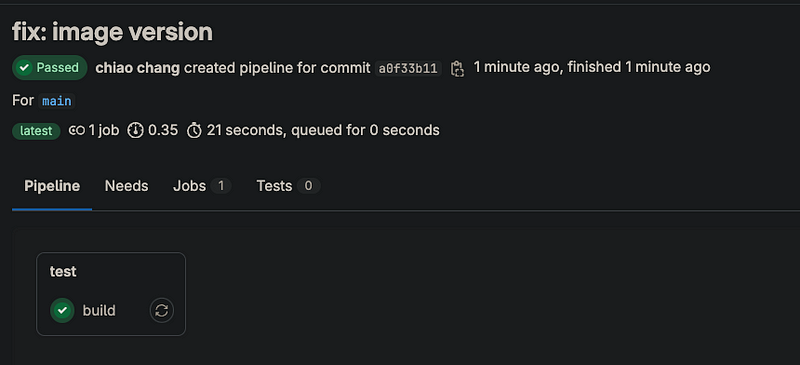 fix: image version
Passed chiao chang created pipeline for commit a0f33b11 1 minute ago, finished 1 minute ago
For main
latest 1 job 0.35 21 seconds, queued for 0 seconds
Pipeline Needs Jobs 1 Tests 0
test
build